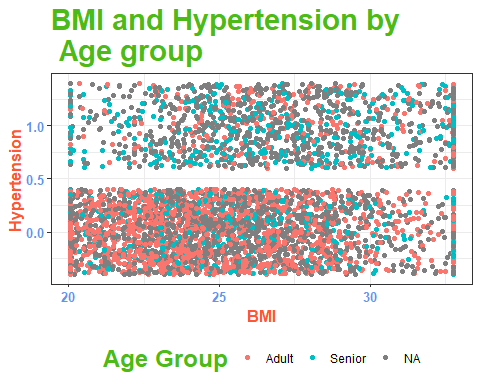 BMI and Hypertension by
Age group
Hypertension
1.0
0.5
0.0
20 25 30
BMI
Age Group Adult Senior NA